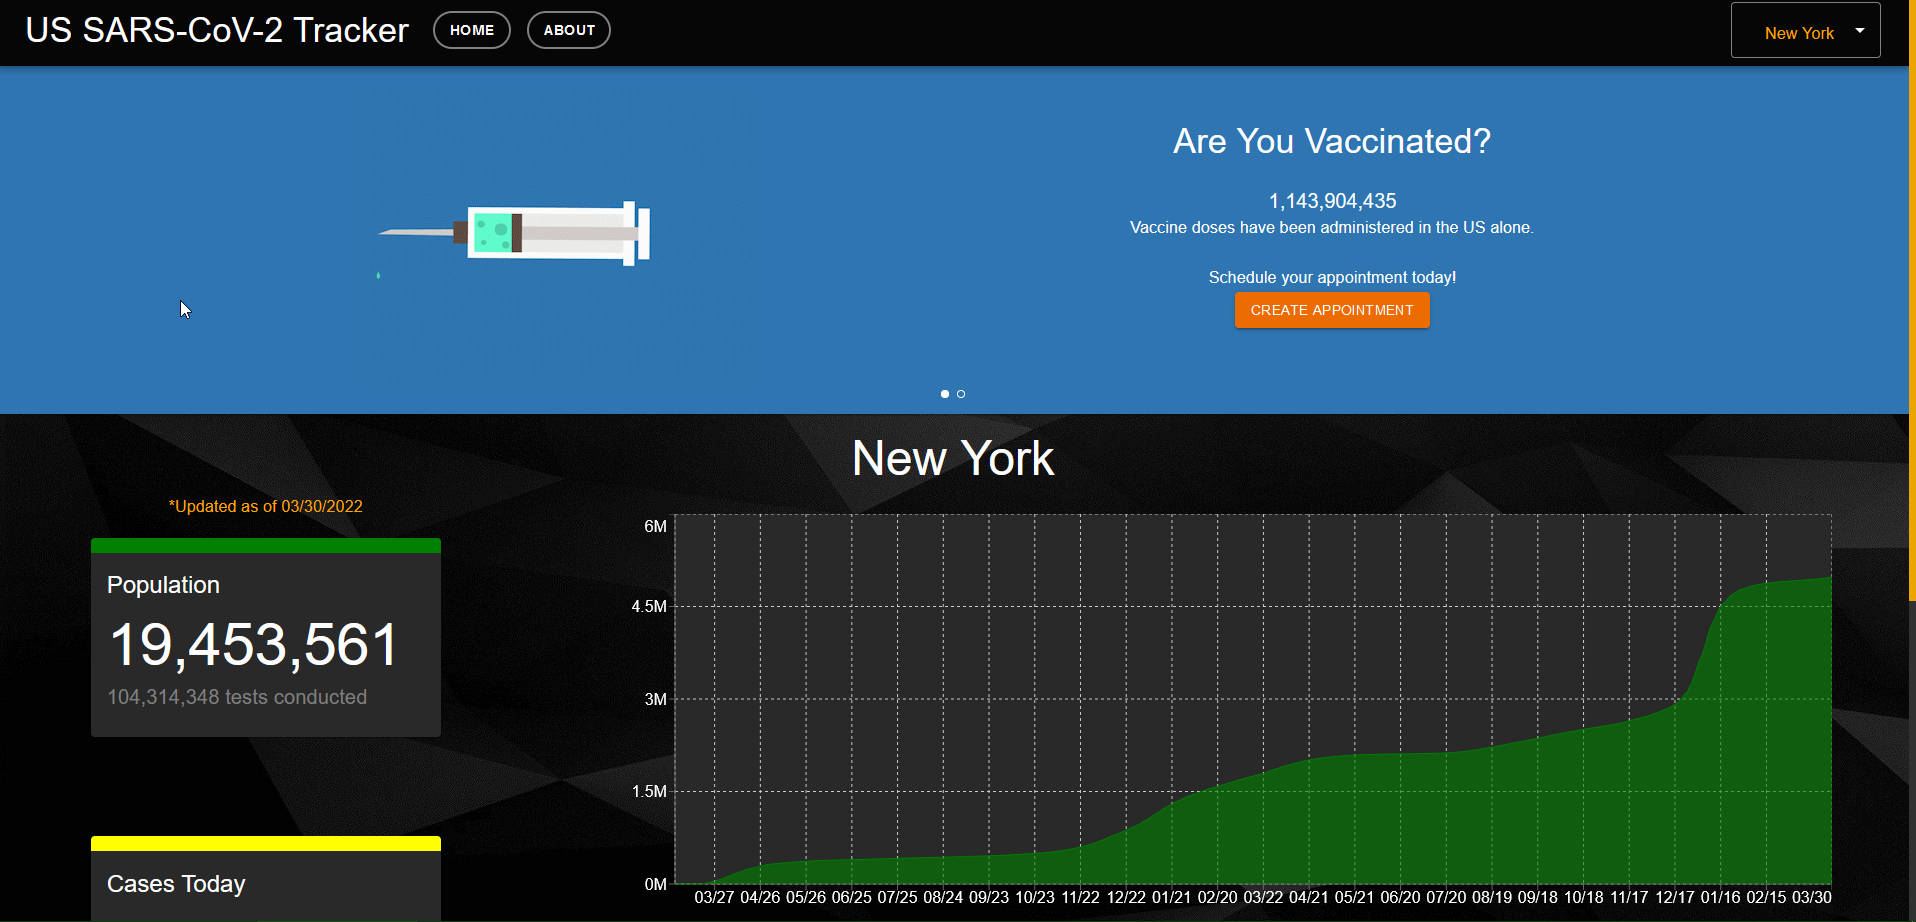 US SARS-CoV-2 Tracker
HOME
ABOUT
New York
Are You Vaccinated?
1,143,904,435
Vaccine doses have been administered in the US alone.
Schedule your appointment today!
CREATE APPOINTMENT
New York
*Updated as of 03/30/2022
Population
19,453,561
104,314,348 tests conducted
Cases Today
6M
4.5M
3M
1.5M
0M
03/27 04/26 05/26 06/25 07/25 08/24 09/23 10/23 11/22 12/22 01/21 02/20 03/22 04/21 05/21 06/20 07/20 08/19 09/18 10/18 11/17 12/17 01/16 02/15 03/30